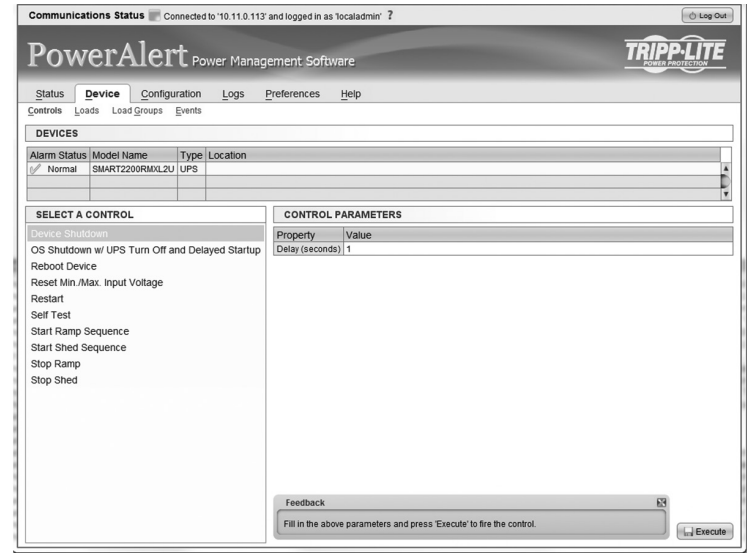 Communications Status Connected to '10.11.0.113' and logged in as 'localadmin' ? Log Out
PowerAlert Power Management Software
TRIPP·LITE
POWER PROTECTION
Status Device Configuration Logs Preferences Help
Controls Loads Load Groups Events
DEVICES
Alarm Status Model Name Type Location
Normal SMART2200RMXL2U UPS
SELECT A CONTROL
Device Shutdown
OS Shutdown w/ UPS Turn Off and Delayed Startup
Reboot Device
Reset Min./Max. Input Voltage
Restart
Self Test
Start Ramp Sequence
Start Shed Sequence
Stop Ramp
Stop Shed
CONTROL PARAMETERS
Property Value
Delay (seconds) 1
Feedback
Fill in the above parameters and press 'Execute' to fire the control.
Execute